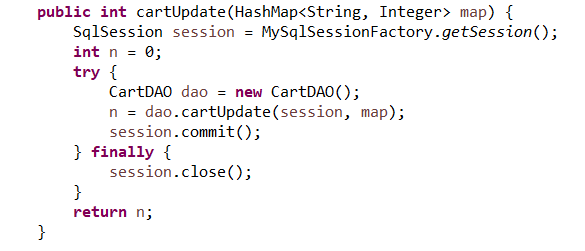 public int cartUpdate(HashMap<String, Integer> map) {
    SqlSession session = MySqlSessionFactory.getSession();
    int n = 0;
    try {
        CartDAO dao = new CartDAO();
        n = dao.cartUpdate(session, map);
        session.commit();
    } finally {
        session.close();
    }
    return n;
}